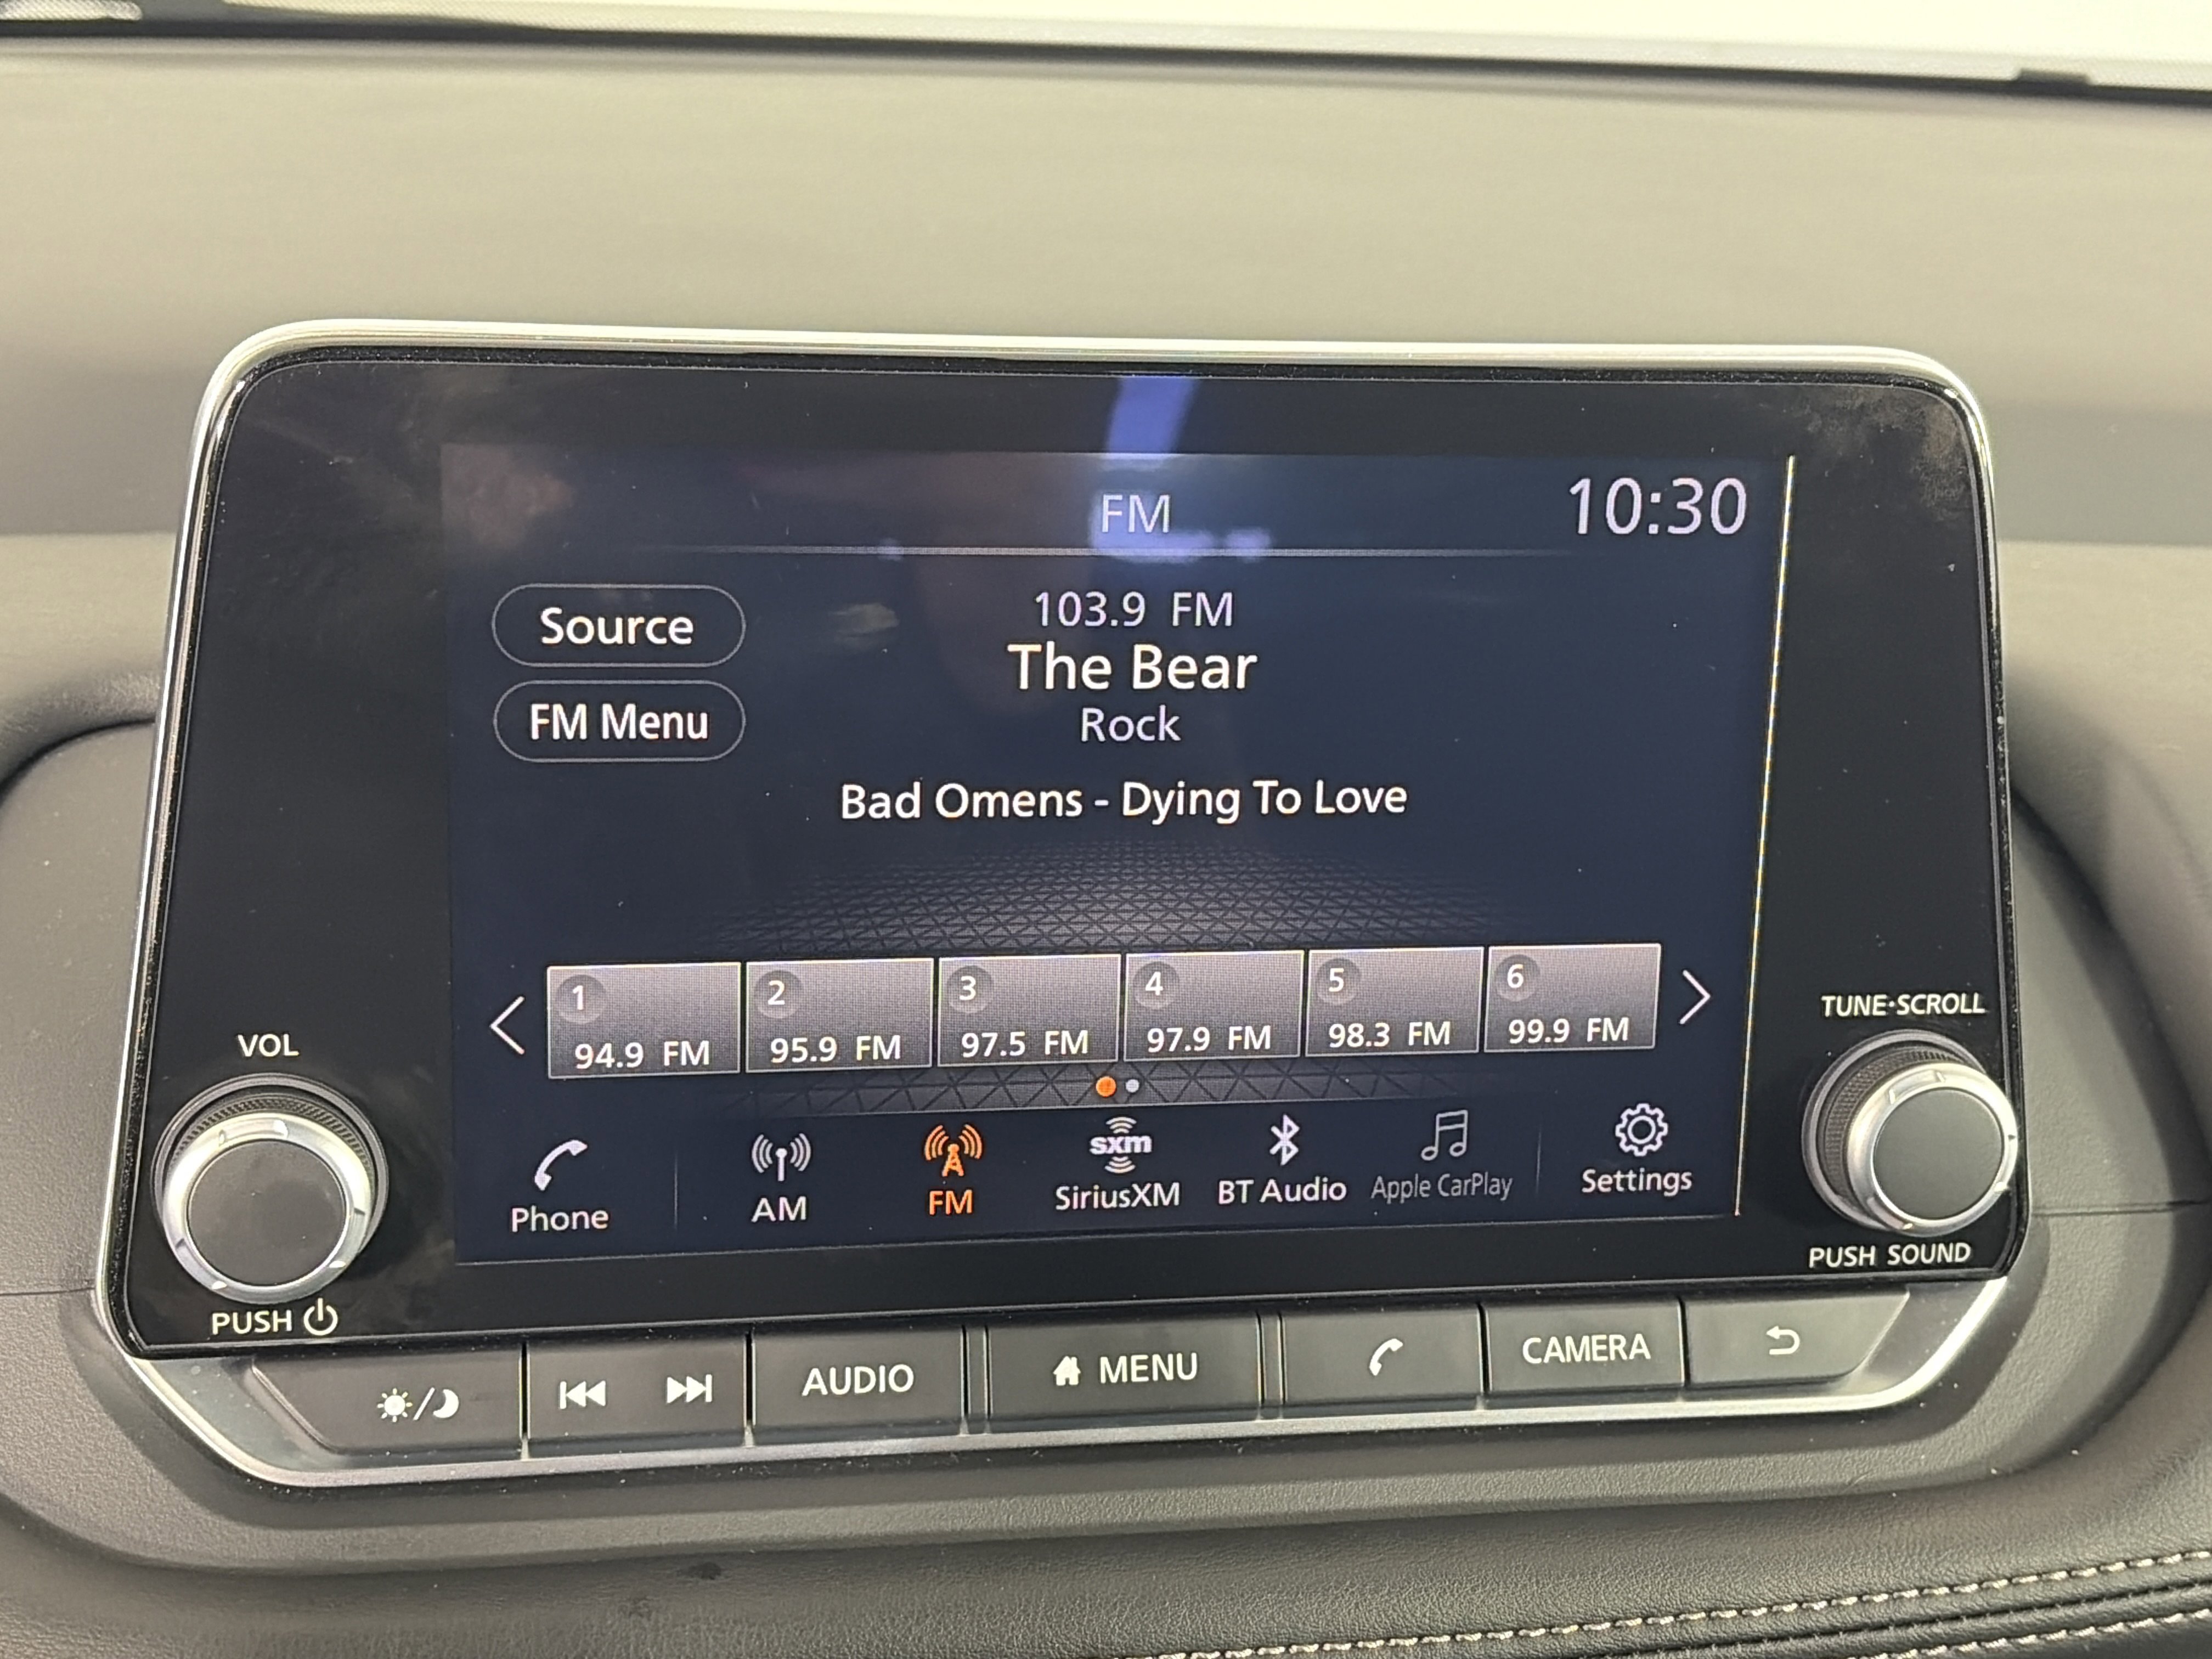 FM
10:30
Source
103.9 FM
The Bear
FM Menu
Rock
Bad Omens - Dying To Love
1
2
3
4
5
6
94.9 FM
95.9 FM
97.5 FM
97.9 FM
98.3 FM
99.9 FM
VOL
TUNE·SCROLL
Phone
AM
FM
sxm
SiriusXM
BT Audio
Apple CarPlay
Settings
PUSH
PUSH SOUND
AUDIO
MENU
CAMERA